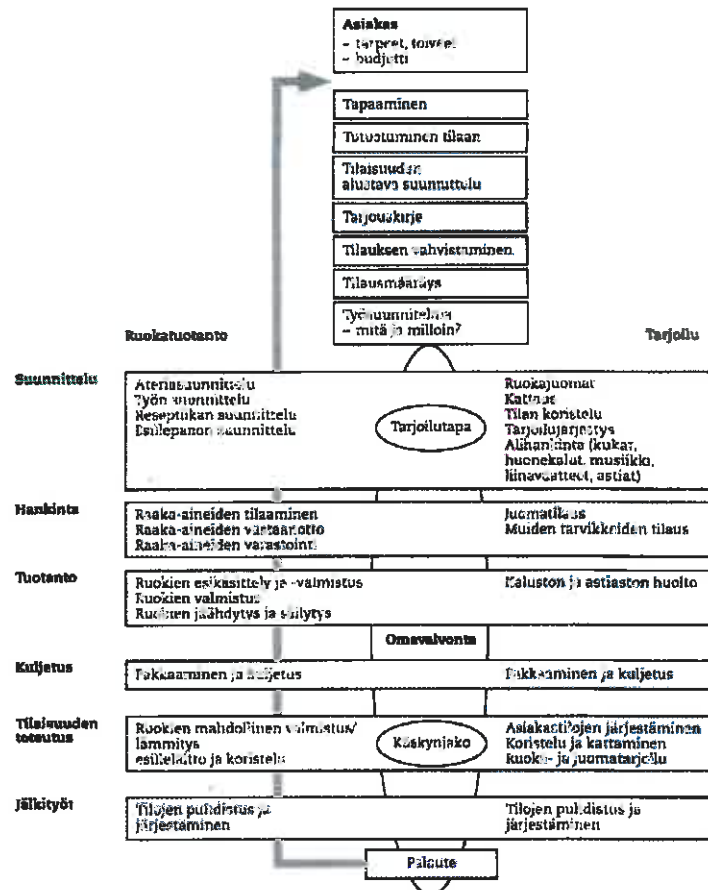 Asiakas
– tarpeet, toiveet
– budjetti
Tapaaminen
Tutustuminen tilaan
Tilaisuuden
alustava suunnittelu
Tarjouskirje
Tilauksen vahvistaminen
Tilausmääräys
Työsuunnitelma
– mitä ja milloin?
Ruokatuotanto
Tarjoilu
Suunnittelu
Ateriasuunnittelu
Työn suunnittelu
Reseptiikan suunnittelu
Esillepanon suunnittelu
Tarjoilutapa
Ruokajuomat
Kattaus
Tilan koristelu
Tarjoilujärjestys
Alihankinta (kukat,
huonekalut, musiikki,
liinavaatteet, astiat)
Hankinta
Raaka-aineiden tilaaminen
Raaka-aineiden vastaanotto
Raaka-aineiden varastointi
Juomatilaus
Muiden tarvikkeiden tilaus
Tuotanto
Ruokien esikäsittely ja -valmistus
Ruokien valmistus
Ruokien jäähdytys ja säilytys
Kaluston ja astiaston huolto
Omavalvonta
Kuljetus
Pakkaaminen ja kuljetus
Pakkaaminen ja kuljetus
Tilaisuuden
toteutus
Ruokien mahdollinen valmistus/
lämmitys
esillelaitto ja koristelu
Käskynjako
Asiakastilojen järjestäminen
Koristelu ja kattaminen
Ruoka- ja juomatarjoilu
Jälkityöt
Tilojen puhdistus ja
järjestäminen
Tilojen puhdistus ja
järjestäminen
Palaute